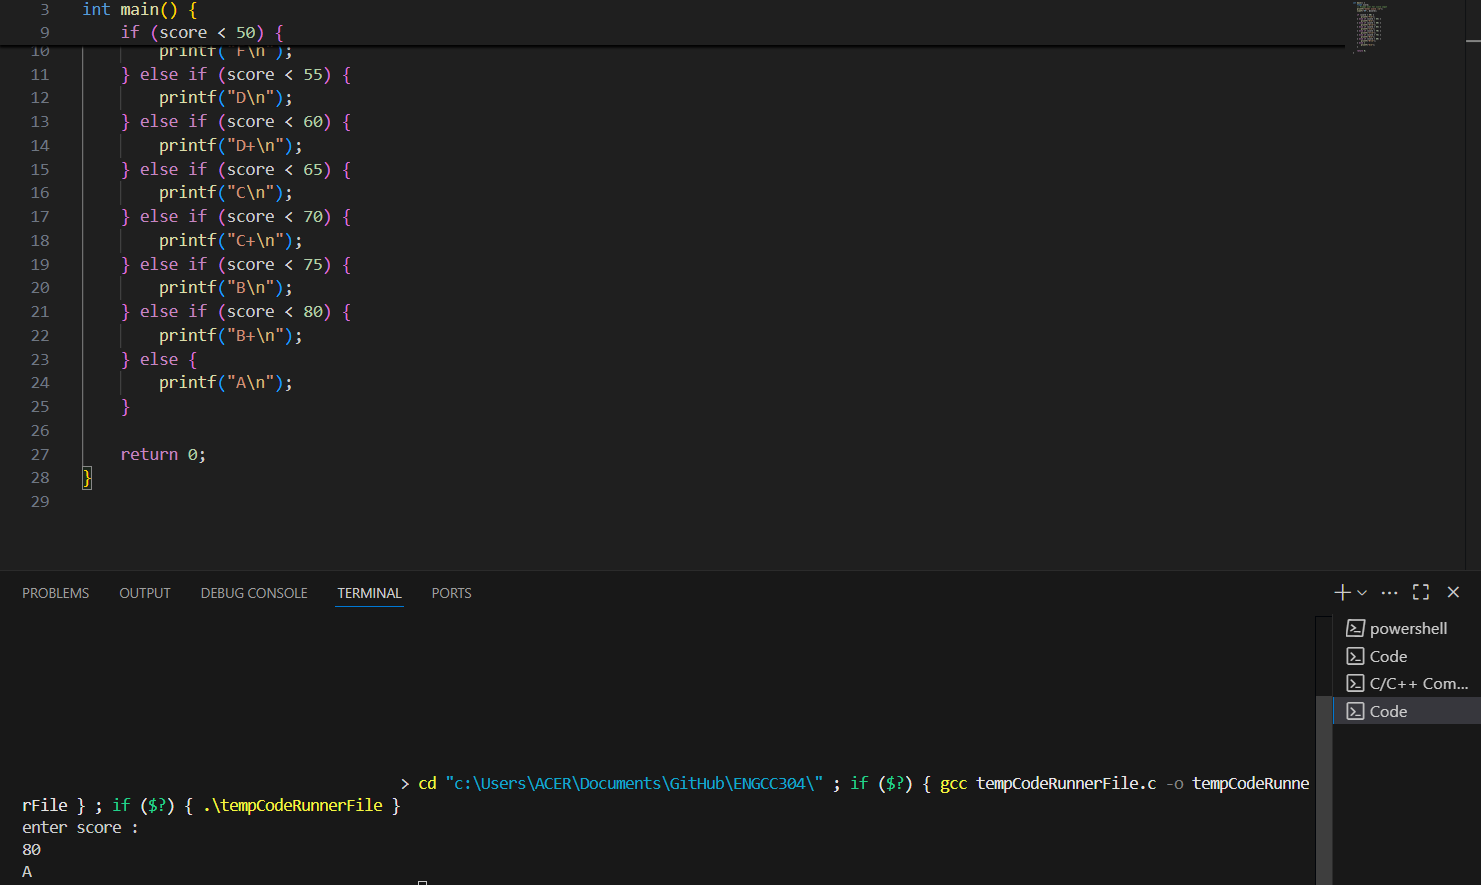 3 int main() {
9 if (score < 50) {
10 printf("F\n");
11 } else if (score < 55) {
12 printf("D\n");
13 } else if (score < 60) {
14 printf("D+\n");
15 } else if (score < 65) {
16 printf("C\n");
17 } else if (score < 70) {
18 printf("C+\n");
19 } else if (score < 75) {
20 printf("B\n");
21 } else if (score < 80) {
22 printf("B+\n");
23 } else {
24 printf("A\n");
25 }
26
27 return 0;
28 }
29
PROBLEMS OUTPUT DEBUG CONSOLE TERMINAL PORTS
powershell
Code
C/C++ Com...
Code
> cd "c:\Users\ACER\Documents\GitHub\ENGCC304\" ; if ($?) { gcc tempCodeRunnerFile.c -o tempCodeRunne
rFile } ; if ($?) { .\tempCodeRunnerFile }
enter score :
80
A